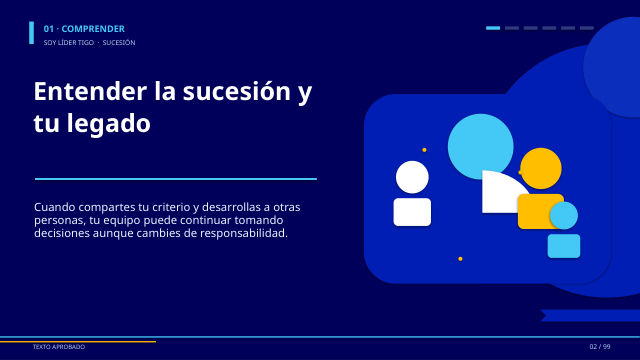 01 · COMPRENDER
SOY LÍDER TIGO · SUCESIÓN
Entender la sucesión y
tu legado
Cuando compartes tu criterio y desarrollas a otras
personas, tu equipo puede continuar tomando
decisiones aunque cambies de responsabilidad.
TEXTO APROBADO
02 / 99